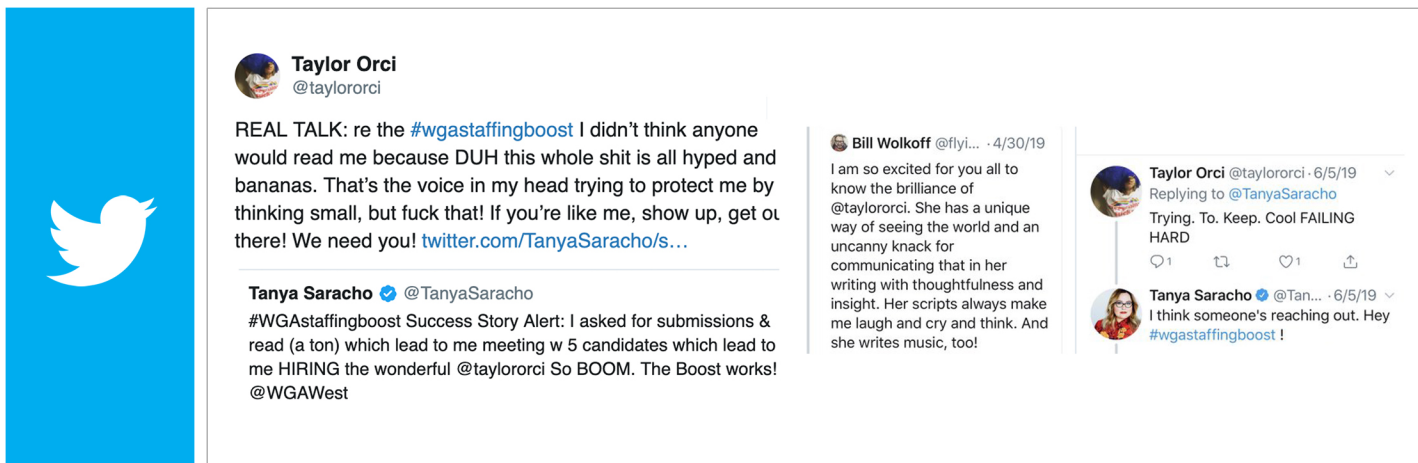 Taylor Orci
@taylororci
REAL TALK: re the #wgastaffingboost I didn’t think anyone
would read me because DUH this whole shit is all hyped and
bananas. That’s the voice in my head trying to protect me by
thinking small, but fuck that! If you’re like me, show up, get ou
there! We need you! twitter.com/TanyaSaracho/s…
Tanya Saracho @TanyaSaracho
#WGAstaffingboost Success Story Alert: I asked for submissions &
read (a ton) which lead to me meeting w 5 candidates which lead to
me HIRING the wonderful @taylororci So BOOM. The Boost works!
@WGAWest
Bill Wolkoff @flyi... · 4/30/19
I am so excited for you all to
know the brilliance of
@taylororci. She has a unique
way of seeing the world and an
uncanny knack for
communicating that in her
writing with thoughtfulness and
insight. Her scripts always make
me laugh and cry and think. And
she writes music, too!
Taylor Orci @taylororci · 6/5/19
Replying to @TanyaSaracho
Trying. To. Keep. Cool FAILING
HARD
1 1
Tanya Saracho @Tan... · 6/5/19
I think someone's reaching out. Hey
#wgastaffingboost !